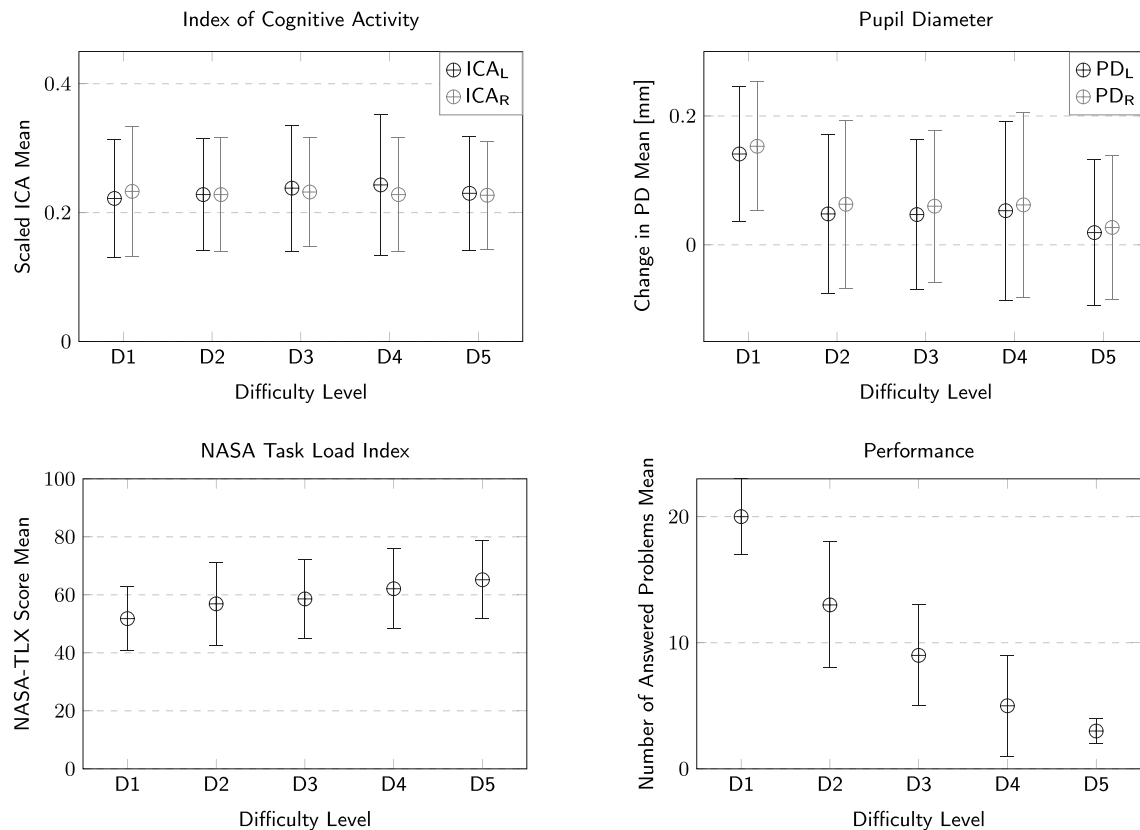 Index of Cognitive Activity
Scaled ICA Mean
0.4
0.2
0
ICA_L
ICA_R
D1 D2 D3 D4 D5
Difficulty Level
Pupil Diameter
Change in PD Mean [mm]
0.2
0
PD_L
PD_R
D1 D2 D3 D4 D5
Difficulty Level
NASA Task Load Index
NASA-TLX Score Mean
100
80
60
40
20
0
D1 D2 D3 D4 D5
Difficulty Level
Performance
Number of Answered Problems Mean
20
10
0
D1 D2 D3 D4 D5
Difficulty Level